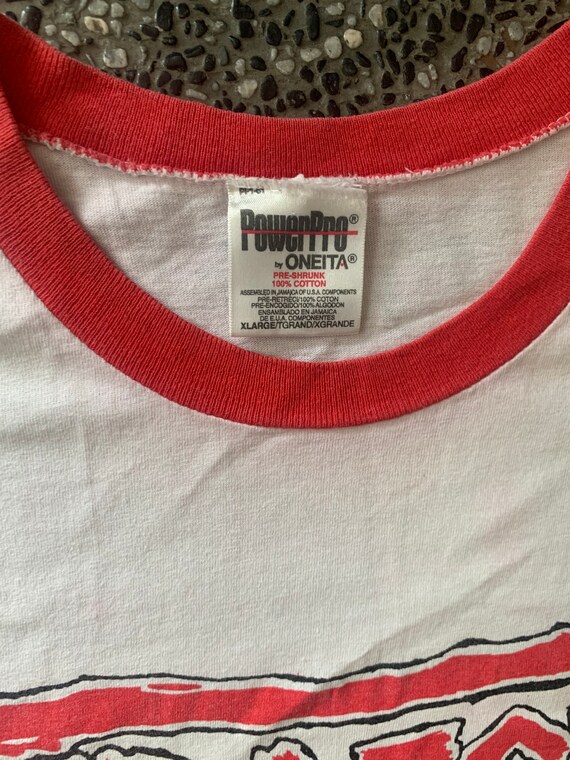 PowerPro®
by ONEITA®
PRE-SHRUNK
100% COTTON
ASSEMBLED IN JAMAICA OF U.S.A. COMPONENTS
PRE-RETRECI/100% COTON
PRE-ENCOGIDO/100% ALGODON
ENSAMBLADO EN JAMAICA
DE E.U.A. COMPONENTES
XLARGE/TGRAND/XGRANDE